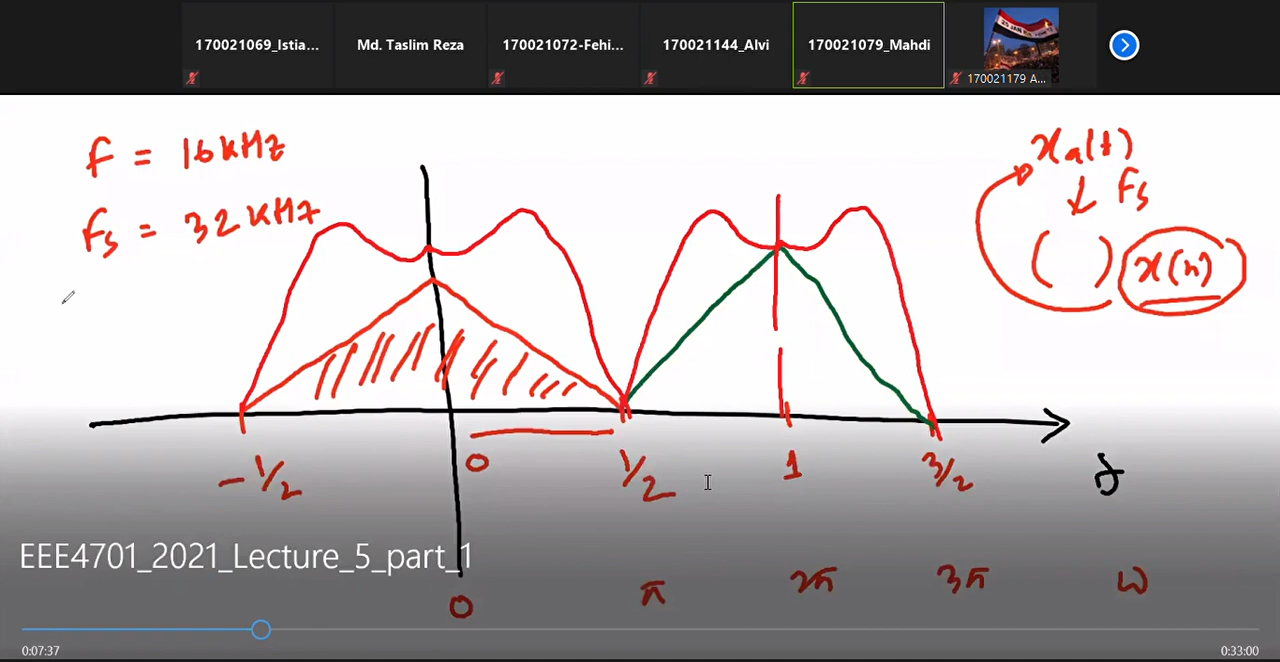 170021069_Istia...
Md. Taslim Reza
170021072-Fehi...
170021144_Alvi
170021079_Mahdi
170021179 A...
f = 16 kHz
fs = 32 kHz
xa(t)
↓ Fs
( ) x(n)
-1/2 0 1/2 1 3/2 f
EEE4701_2021_Lecture_5_part_1
0 π 2π 3π ω
0:07:37
0:33:00